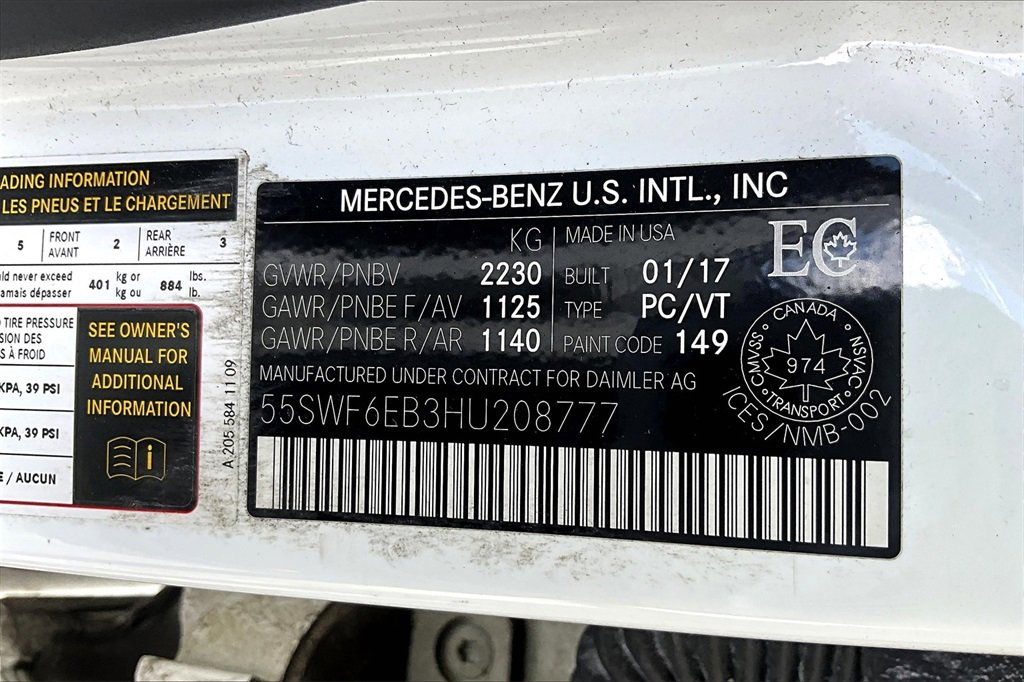 ADING INFORMATION
LES PNEUS ET LE CHARGEMENT
5 FRONT AVANT 2 REAR ARRIÈRE 3
ld never exceed
amais dépasser 401 kg or kg ou 884 lbs. lb.
TIRE PRESSURE
SION DES
S À FROID
KPA, 39 PSI
KPA, 39 PSI
/ AUCUN
SEE OWNER'S
MANUAL FOR
ADDITIONAL
INFORMATION
i
A 205 584 11 09
MERCEDES-BENZ U.S. INTL., INC
KG MADE IN USA
GVWR/PNBV 2230 BUILT 01/17
GAWR/PNBE F/AV 1125 TYPE PC/VT
GAWR/PNBE R/AR 1140 PAINT CODE 149
MANUFACTURED UNDER CONTRACT FOR DAIMLER AG
55SWF6EB3HU208777
EC
CANADA
CMVSS
974
NSVAC
TRANSPORT
ICES/NMB-002